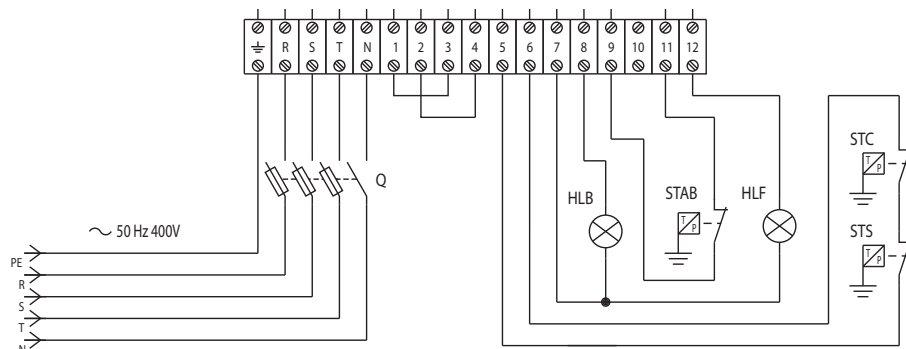 R S T N 1 2 3 4 5 6 7 8 9 10 11 12
Q
STC
T P
HLB
STAB
HLF
T P
STS
T P
∼ 50 Hz 400V
PE
R
S
T
N